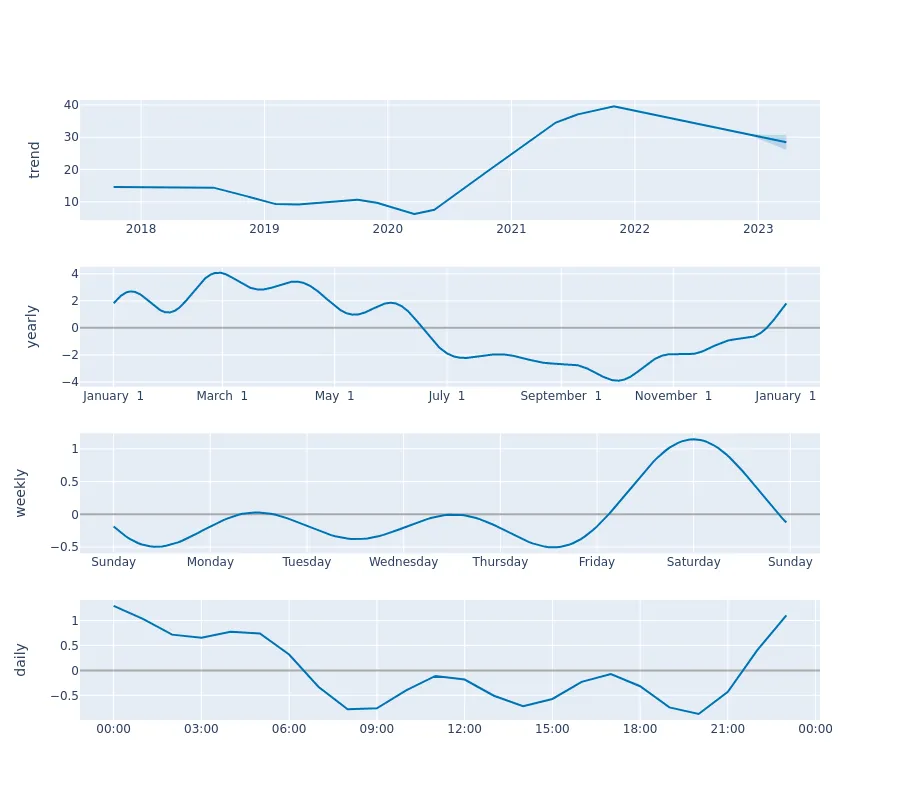 trend
40
30
20
10
2018 2019 2020 2021 2022 2023
yearly
4
2
0
−2
−4
January 1 March 1 May 1 July 1 September 1 November 1 January 1
weekly
1
0.5
0
−0.5
Sunday Monday Tuesday Wednesday Thursday Friday Saturday Sunday
daily
1
0.5
0
−0.5
00:00 03:00 06:00 09:00 12:00 15:00 18:00 21:00 00:00